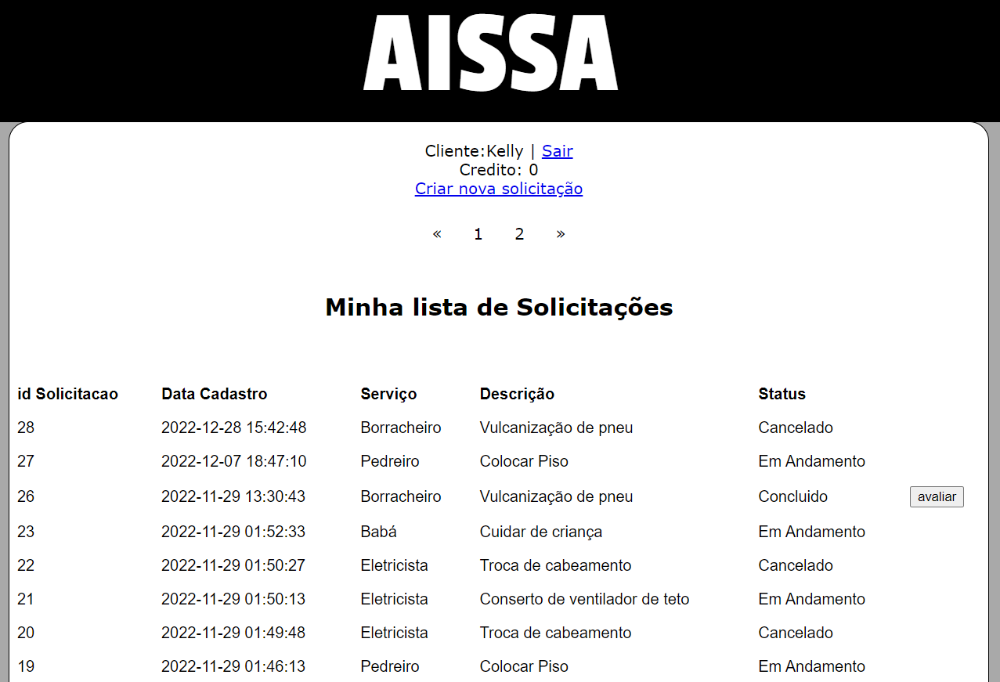 AISSA
Cliente:Kelly | Sair
Credito: 0
Criar nova solicitação
« 1 2 »
Minha lista de Solicitações
id Solicitacao Data Cadastro Serviço Descrição Status
28 2022-12-28 15:42:48 Borracheiro Vulcanização de pneu Cancelado
27 2022-12-07 18:47:10 Pedreiro Colocar Piso Em Andamento
26 2022-11-29 13:30:43 Borracheiro Vulcanização de pneu Concluido avaliar
23 2022-11-29 01:52:33 Babá Cuidar de criança Em Andamento
22 2022-11-29 01:50:27 Eletricista Troca de cabeamento Cancelado
21 2022-11-29 01:50:13 Eletricista Conserto de ventilador de teto Em Andamento
20 2022-11-29 01:49:48 Eletricista Troca de cabeamento Cancelado
19 2022-11-29 01:46:13 Pedreiro Colocar Piso Em Andamento